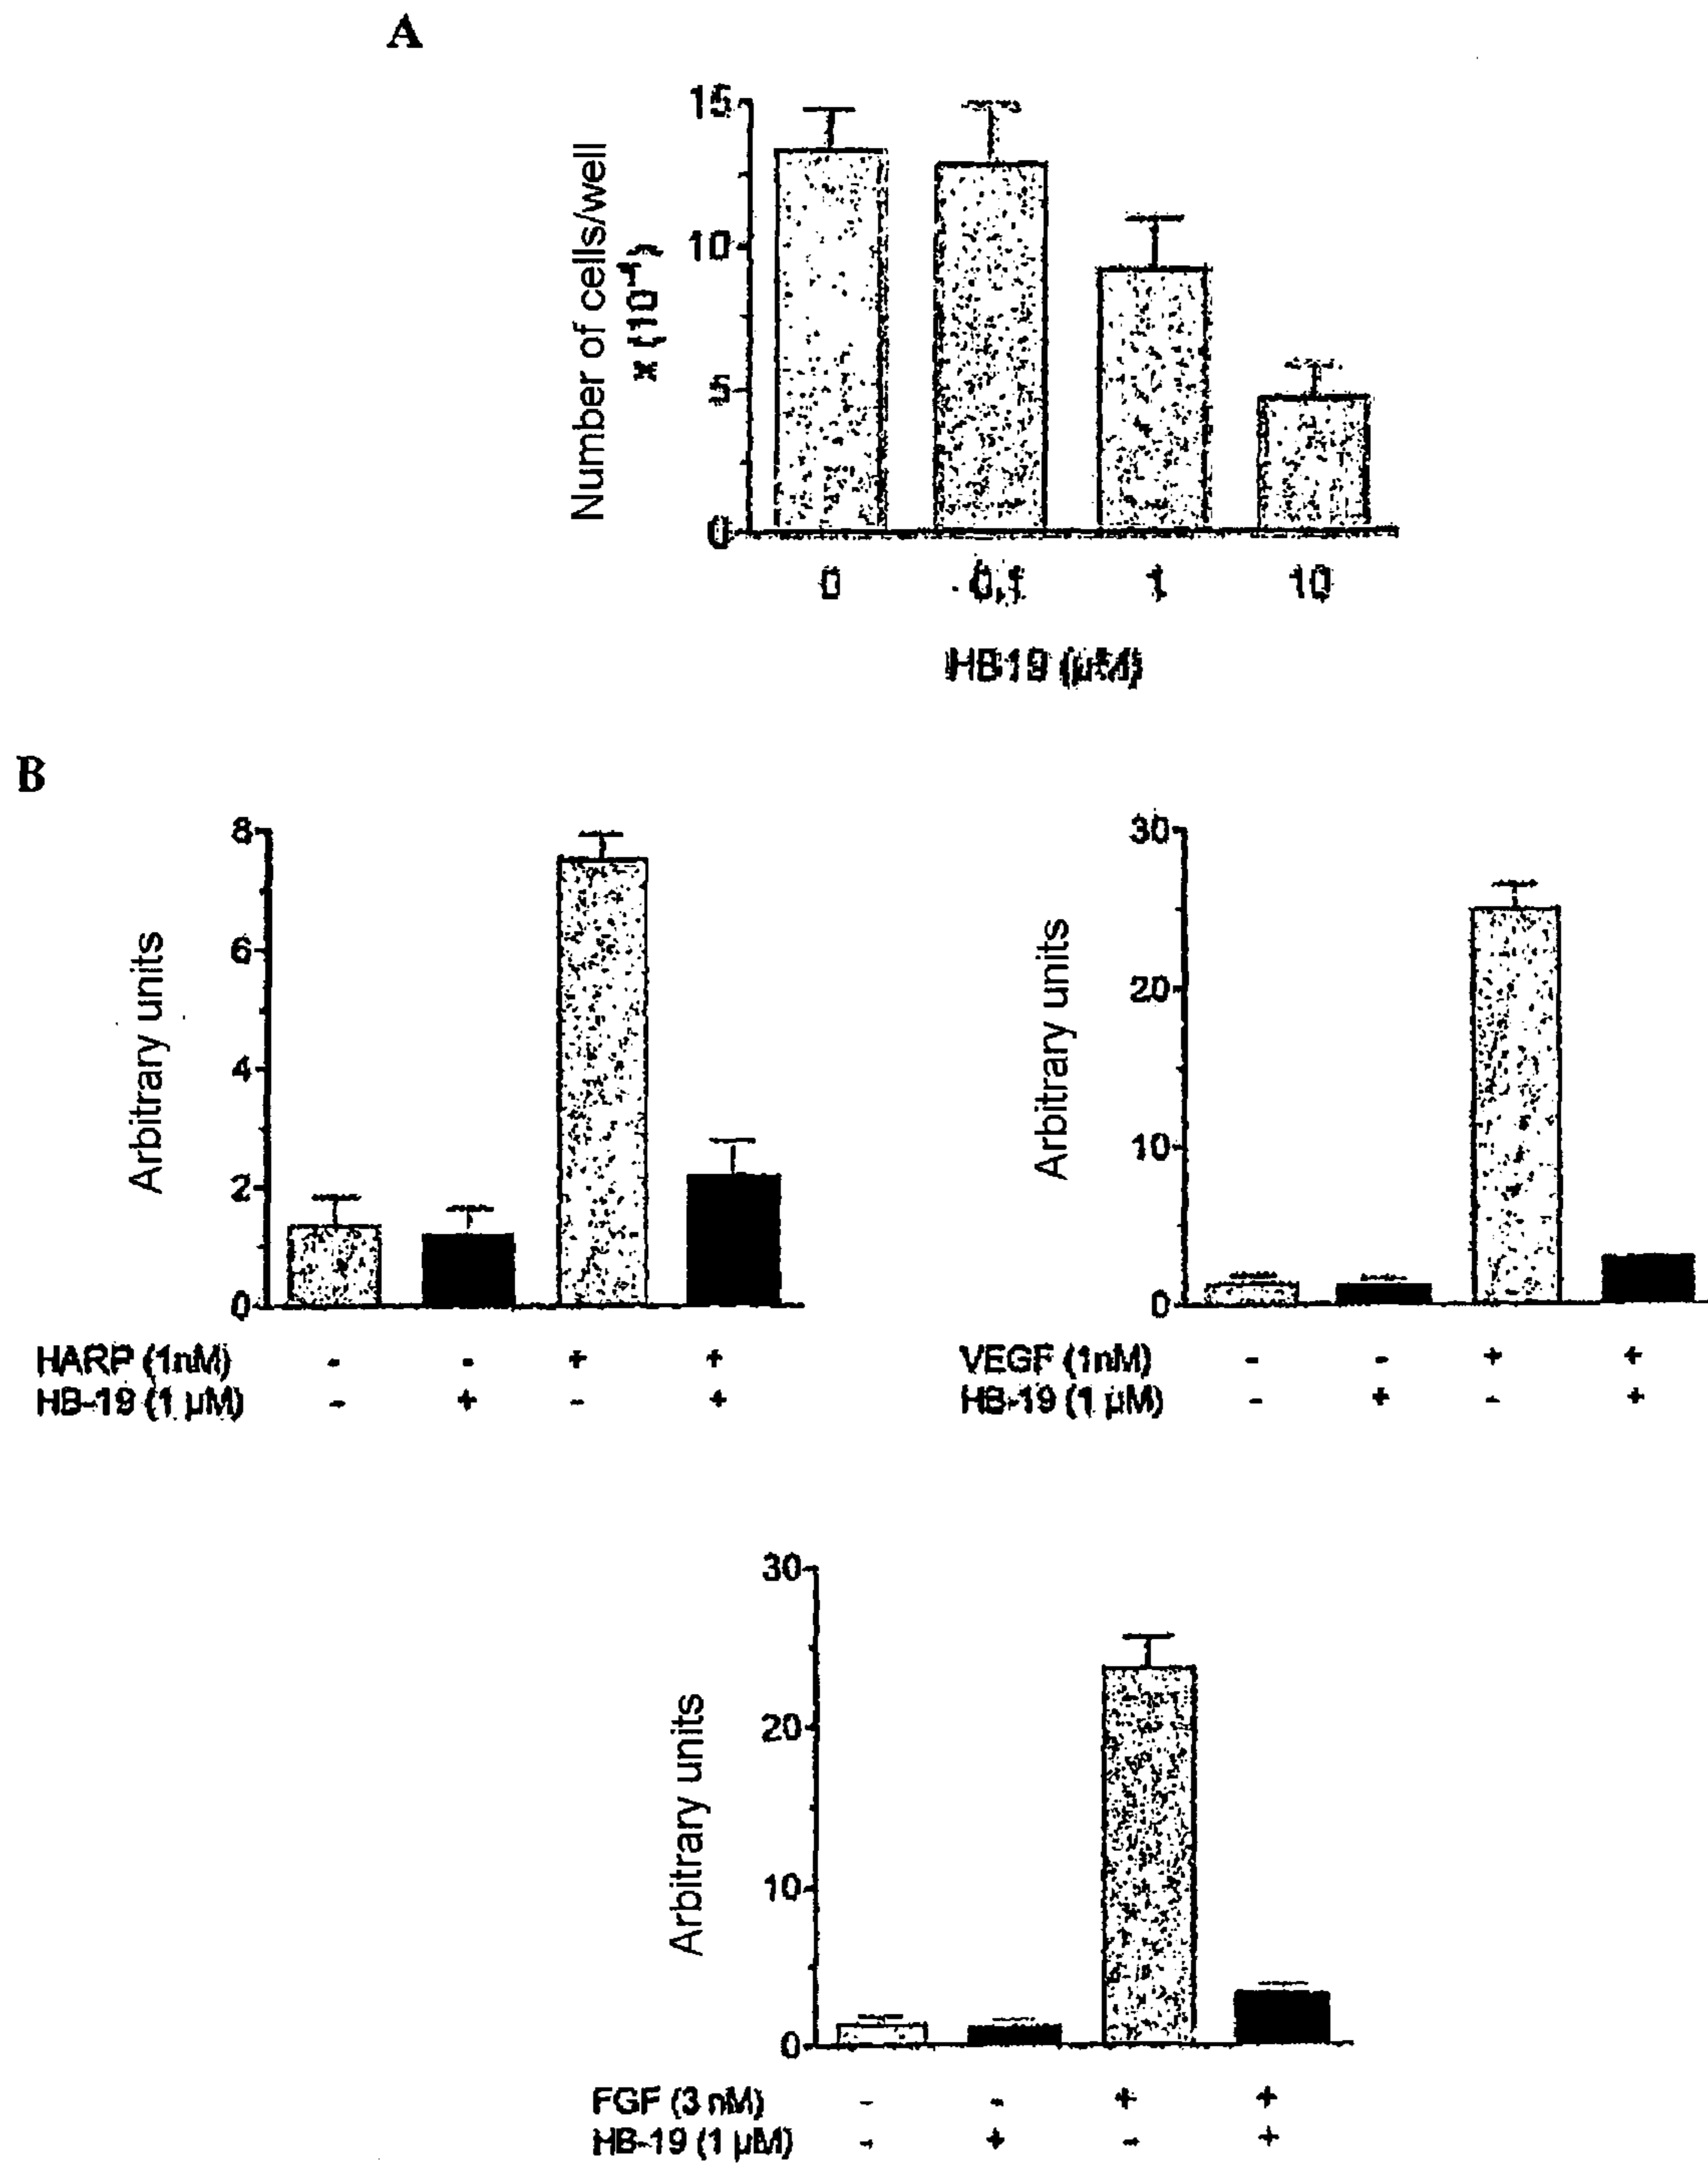 A
Number of cells/well
x (10⁻⁴)
15
10
5
0
0 0,1 1 10
HB19 (µM)
B
Arbitrary units
8
6
4
2
0
HARP (1nM) - - + +
HB-19 (1 µM) - + - +
Arbitrary units
30
20
10
0
VEGF (1nM) - - + +
HB-19 (1 µM) - + - +
Arbitrary units
30
20
10
0
FGF (3 nM) - - + +
HB-19 (1 µM) - + - +